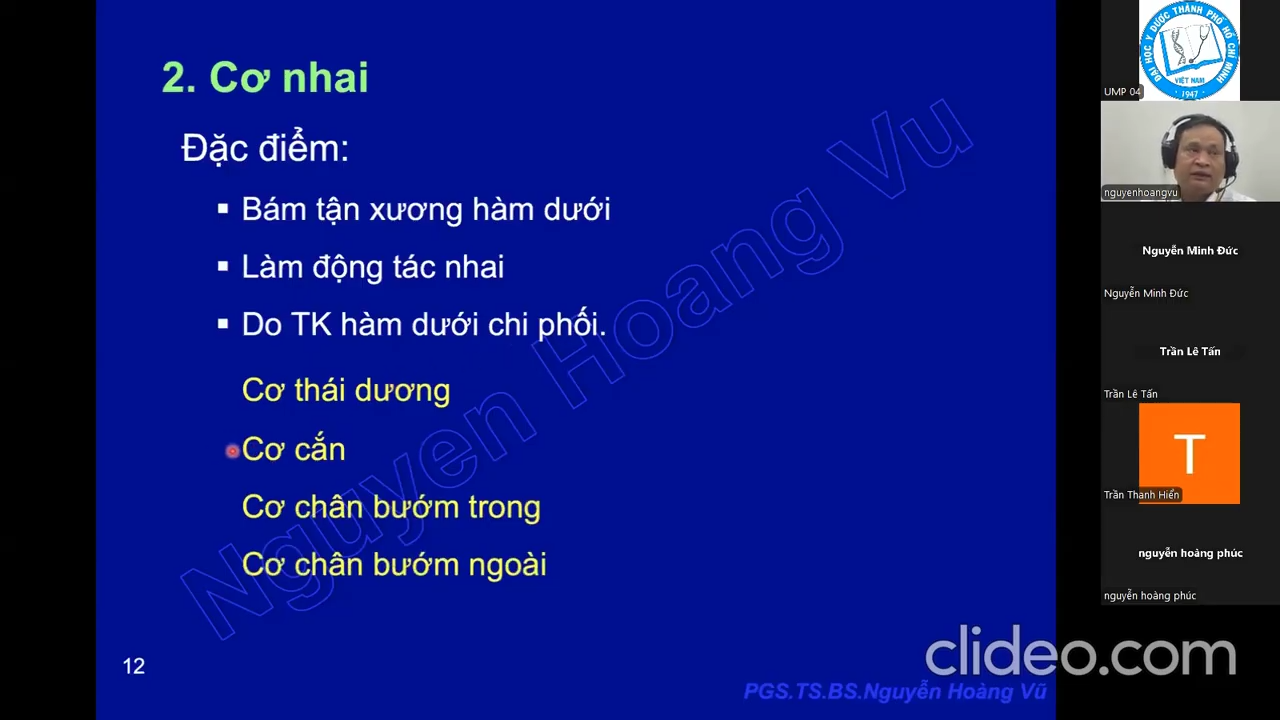 2. Cơ nhai
Đặc điểm:
▪ Bám tận xương hàm dưới
▪ Làm động tác nhai
▪ Do TK hàm dưới chi phối.
Cơ thái dương
Cơ cắn
Cơ chân bướm trong
Cơ chân bướm ngoài
Nguyen Hoang Vu
12
PGS.TS.BS.Nguyễn Hoàng Vũ
clideo.com
ĐẠI HỌC Y DƯỢC THÀNH PHỐ HỒ CHÍ MINH
VIỆT NAM
1947
UMP 04
nguyenhoangvu
Nguyễn Minh Đức
Nguyễn Minh Đức
Trần Lê Tấn
Trần Lê Tấn
T
Trần Thanh Hiển
nguyễn hoàng phúc
nguyễn hoàng phúc